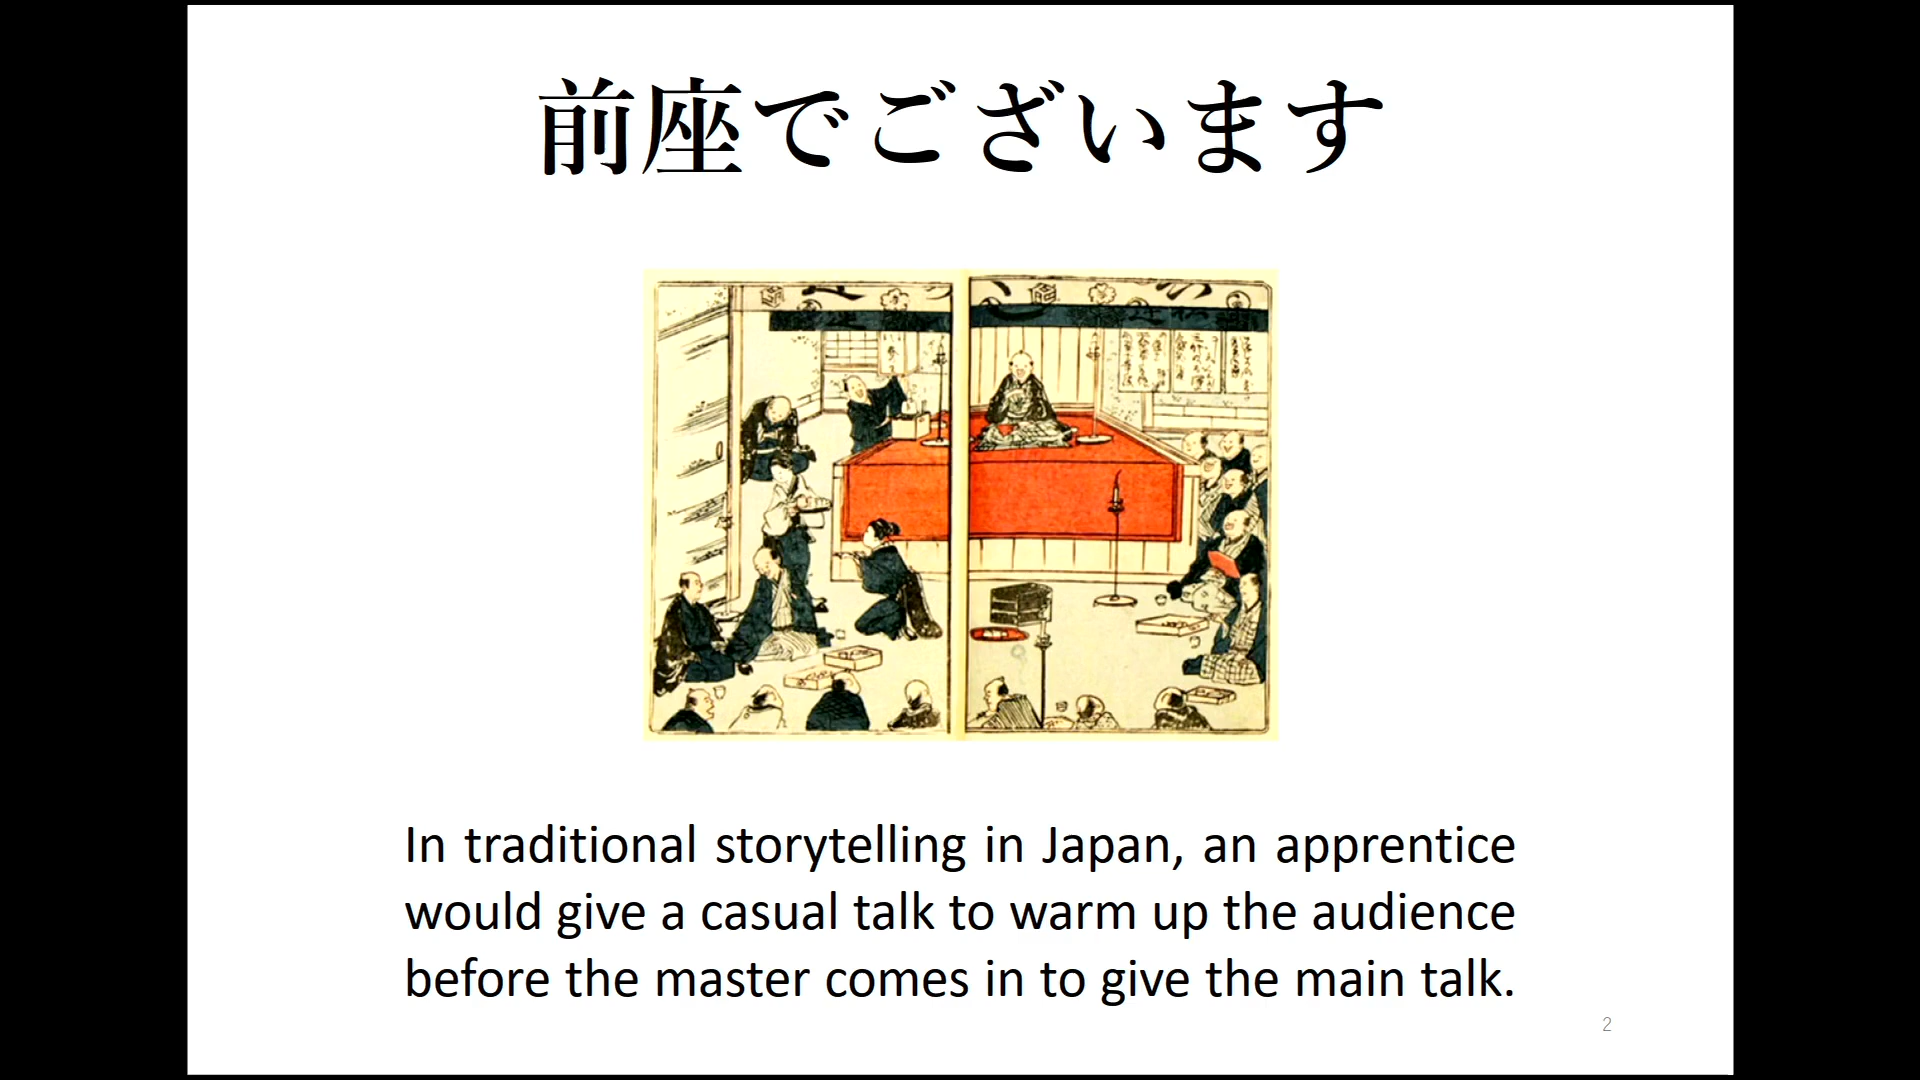 前座でございます
In traditional storytelling in Japan, an apprentice
would give a casual talk to warm up the audience
before the master comes in to give the main talk.
2